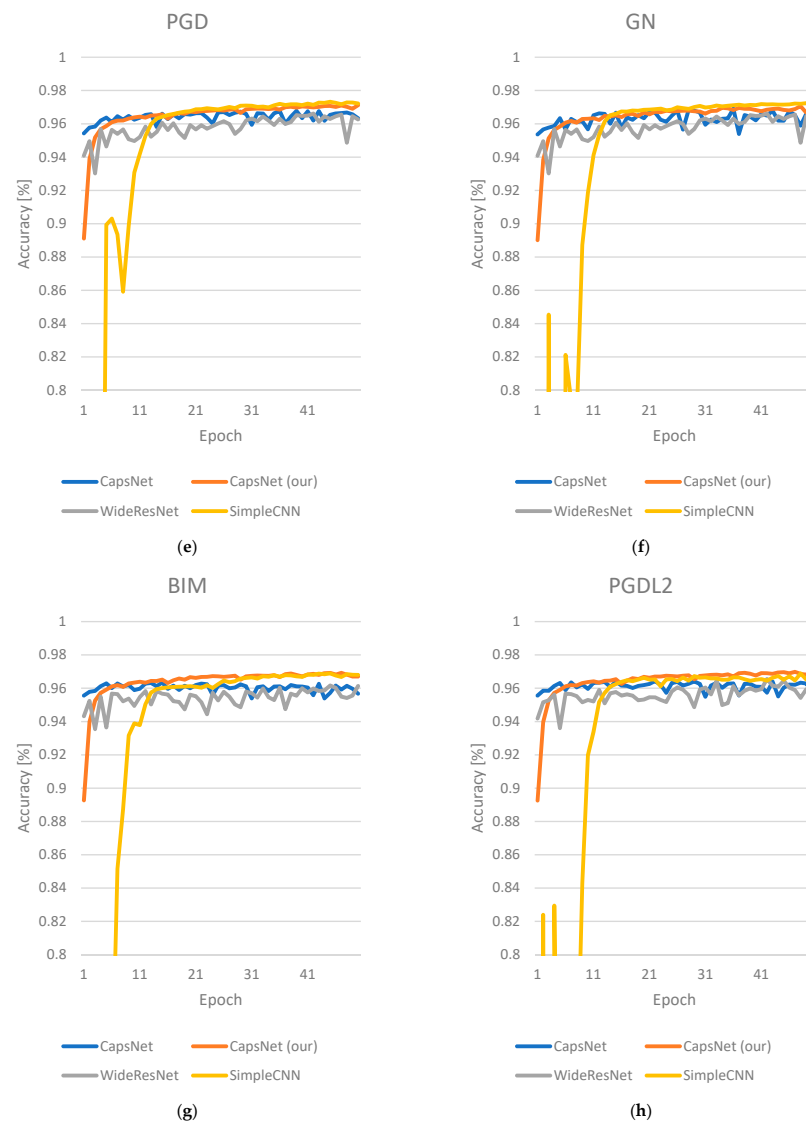 PGD
1
0.98
0.96
0.94
0.92
0.9
0.88
0.86
0.84
0.82
0.8
Accuracy [%]
1 11 21 31 41
Epoch
CapsNet CapsNet (our)
WideResNet SimpleCNN
(e)
GN
1
0.98
0.96
0.94
0.92
0.9
0.88
0.86
0.84
0.82
0.8
Accuracy [%]
1 11 21 31 41
Epoch
CapsNet CapsNet (our)
WideResNet SimpleCNN
(f)
BIM
1
0.98
0.96
0.94
0.92
0.9
0.88
0.86
0.84
0.82
0.8
Accuracy [%]
1 11 21 31 41
Epoch
CapsNet CapsNet (our)
WideResNet SimpleCNN
(g)
PGDL2
1
0.98
0.96
0.94
0.92
0.9
0.88
0.86
0.84
0.82
0.8
Accuracy [%]
1 11 21 31 41
Epoch
CapsNet CapsNet (our)
WideResNet SimpleCNN
(h)